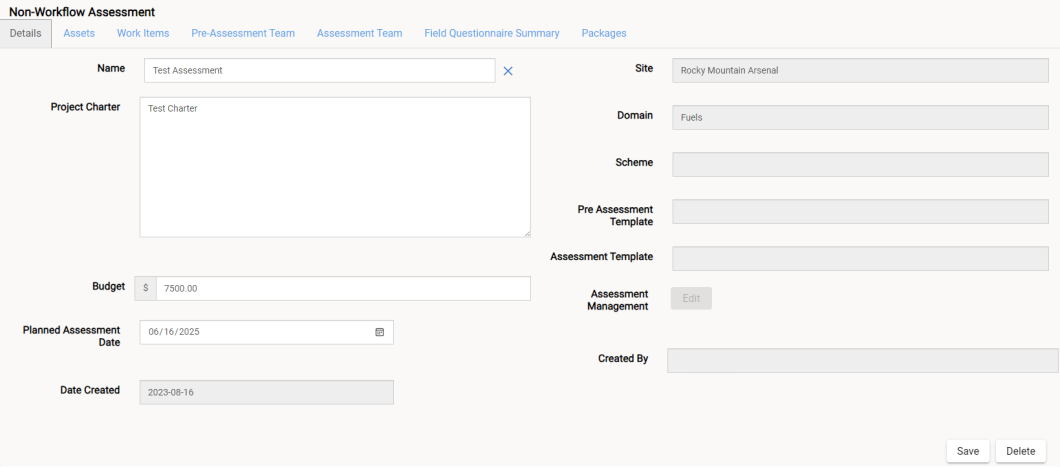 Non-Workflow Assessment
Details Assets Work Items Pre-Assessment Team Assessment Team Field Questionnaire Summary Packages
Name Test Assessment
Project Charter Test Charter
Budget $ 7500.00
Planned Assessment
Date 06/16/2025
Date Created 2023-08-16
Site Rocky Mountain Arsenal
Domain Fuels
Scheme
Pre Assessment
Template
Assessment Template
Assessment
Management Edit
Created By
Save Delete